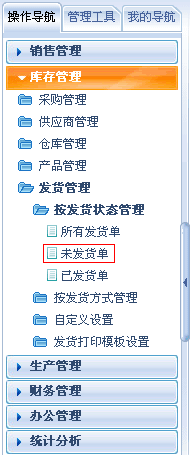 操作导航 管理工具 我的导航
销售管理
库存管理
采购管理
供应商管理
仓库管理
产品管理
发货管理
按发货状态管理
所有发货单
未发货单
已发货单
按发货方式管理
自定义设置
发货打印模板设置
生产管理
财务管理
办公管理
统计分析